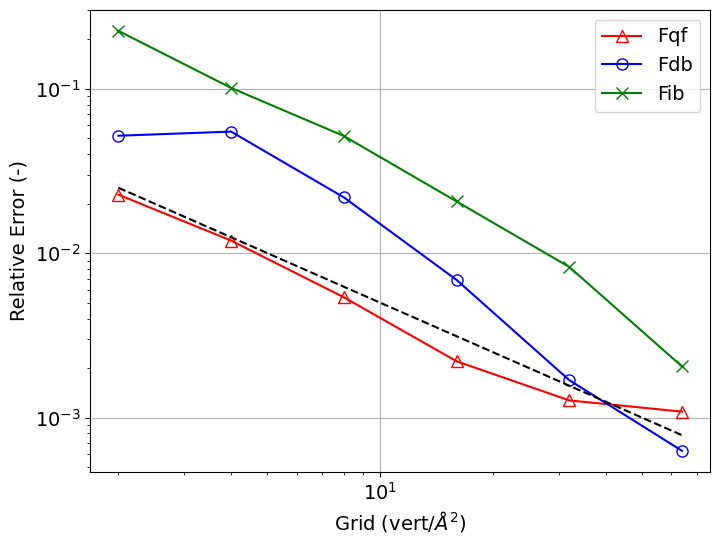 Fqf
Fdb
Fib
10⁻¹
10⁻²
10⁻³
Relative Error (-)
10¹
Grid (vert/Å²)